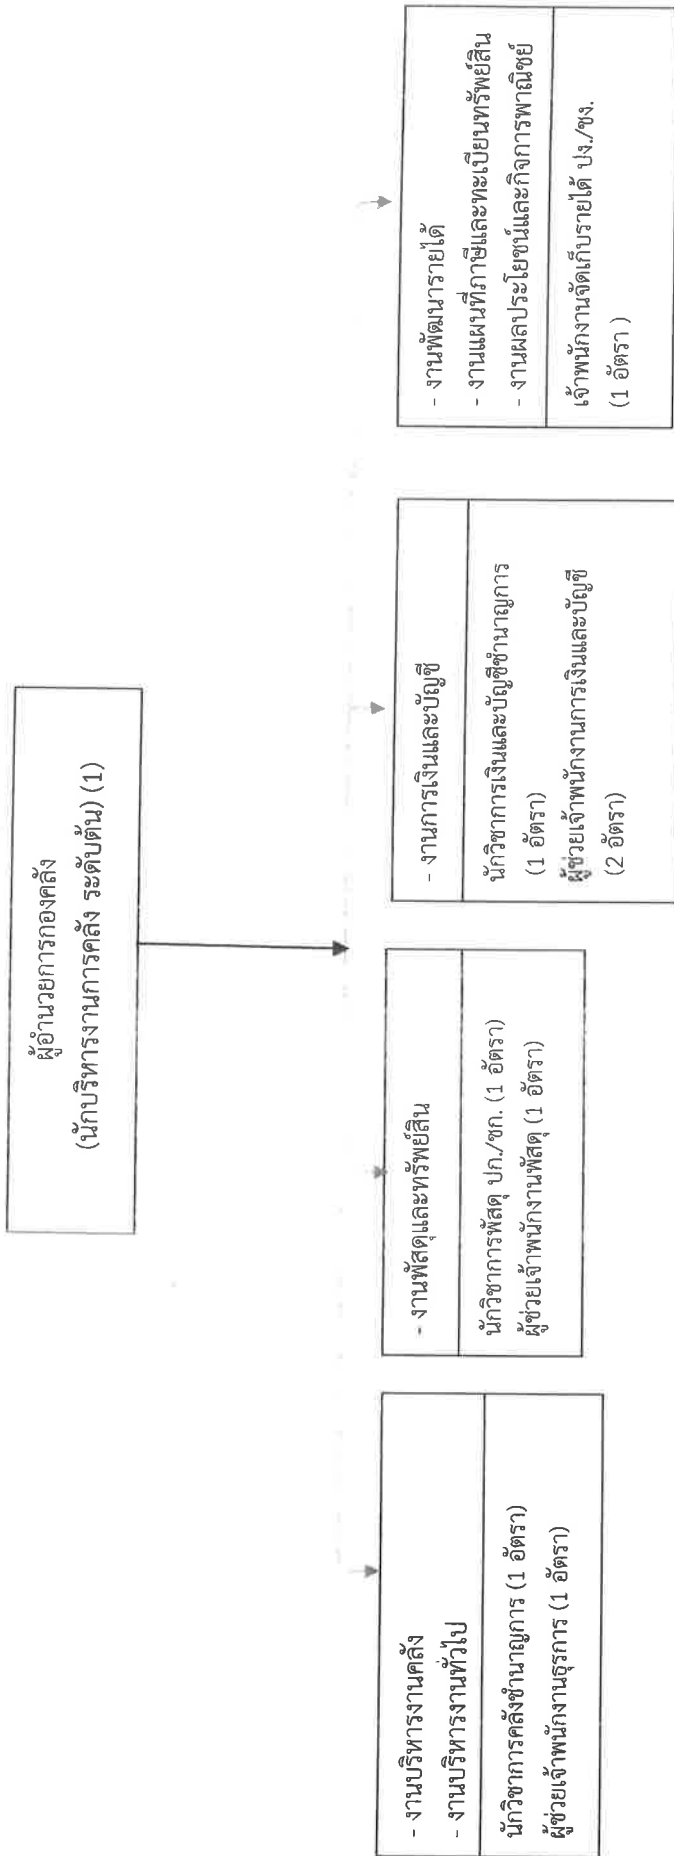 ผู้อำนวยการกองคลัง
(นักบริหารงานการคลัง ระดับต้น) (1)
- งานบริหารงานคลัง
- งานบริหารงานทั่วไป
นักวิชาการคลังชำนาญการ (1 อัตรา)
ผู้ช่วยเจ้าพนักงานธุรการ (1 อัตรา)
- งานพัสดุและทรัพย์สิน
นักวิชาการพัสดุ ปก./ชก. (1 อัตรา)
ผู้ช่วยเจ้าพนักงานพัสดุ (1 อัตรา)
- งานการเงินและบัญชี
นักวิชาการเงินและบัญชีชำนาญการ
(1 อัตรา)
ผู้ช่วยเจ้าพนักงานการเงินและบัญชี
(2 อัตรา)
- งานพัฒนารายได้
- งานแผนที่ภาษีและทะเบียนทรัพย์สิน
- งานผลประโยชน์และกิจการพาณิชย์
เจ้าพนักงานจัดเก็บรายได้ ปง./ชง.
(1 อัตรา )